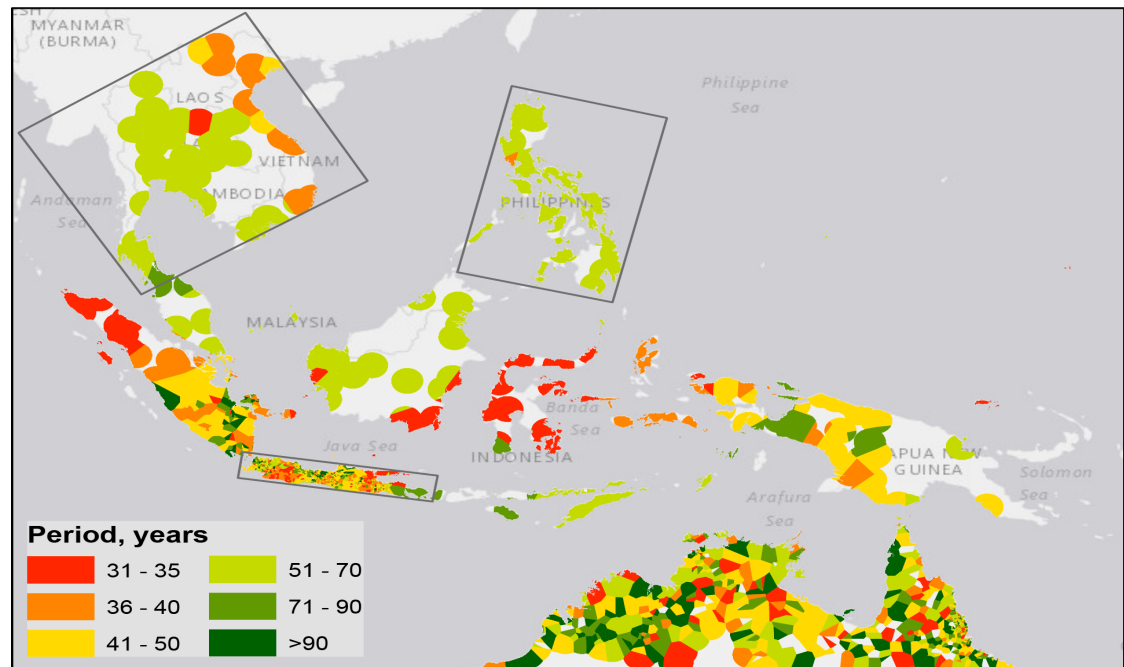 MYANMAR
(BURMA)
Philippine
Sea
LAOS
VIETNAM
MBODIA
Andaman
Sea
PHILIPPINES
MALAYSIA
Banda
Sea
Java Sea
INDONESIA
APUA NEW
GUINEA
Solomon
Sea
Arafura
Sea
Period, years
31 - 35
51 - 70
36 - 40
71 - 90
41 - 50
>90